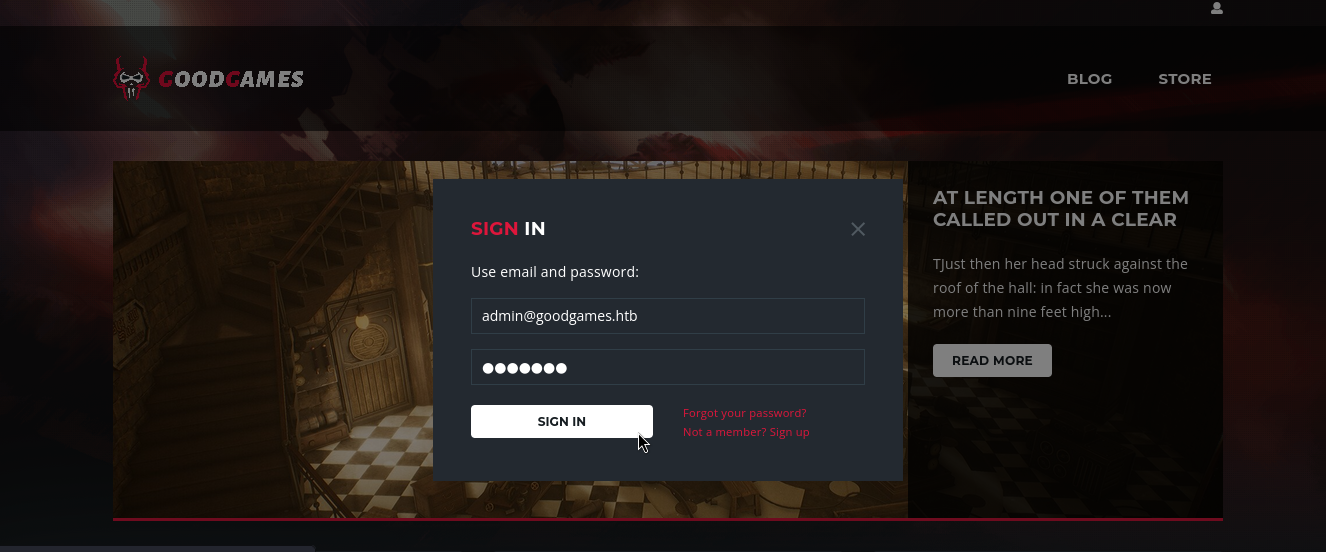 GOODGAMES
BLOG
STORE
SIGN IN
Use email and password:
admin@goodgames.htb
SIGN IN
Forgot your password?
Not a member? Sign up
AT LENGTH ONE OF THEM
CALLED OUT IN A CLEAR
TJust then her head struck against the
roof of the hall: in fact she was now
more than nine feet high...
READ MORE